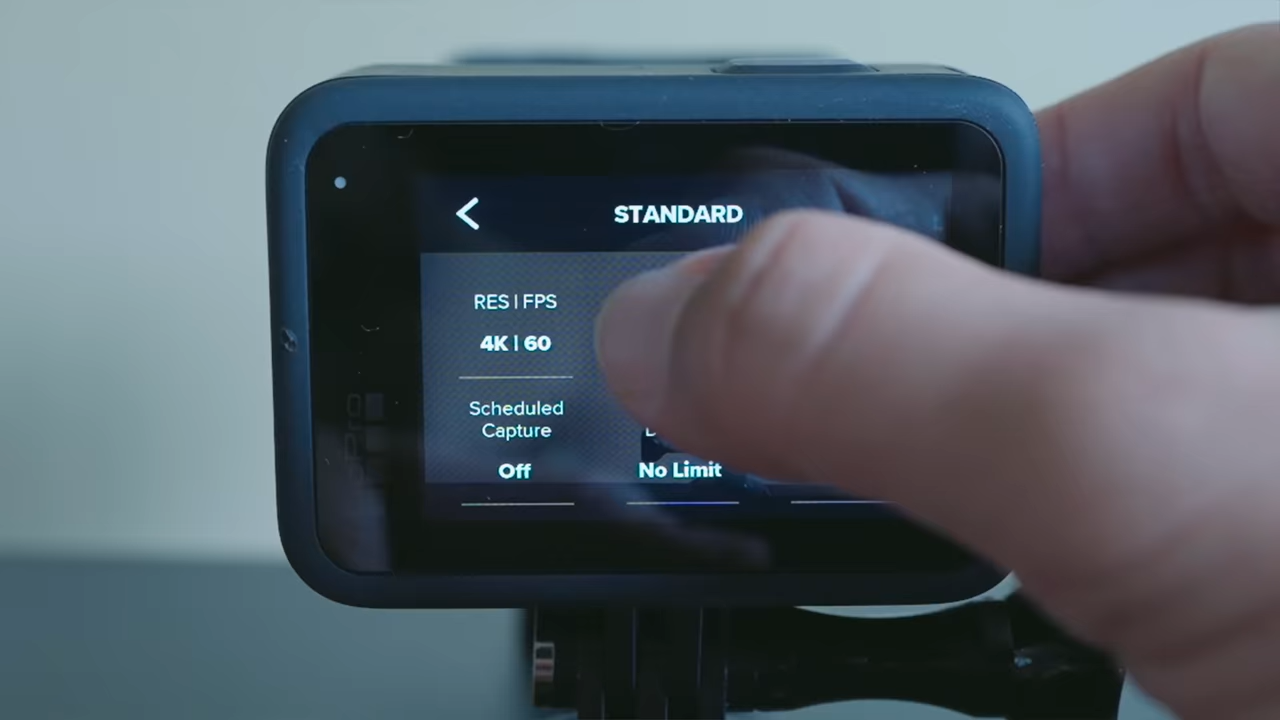 STANDARD
RES | FPS
4K | 60
Scheduled
Capture
Off
No Limit